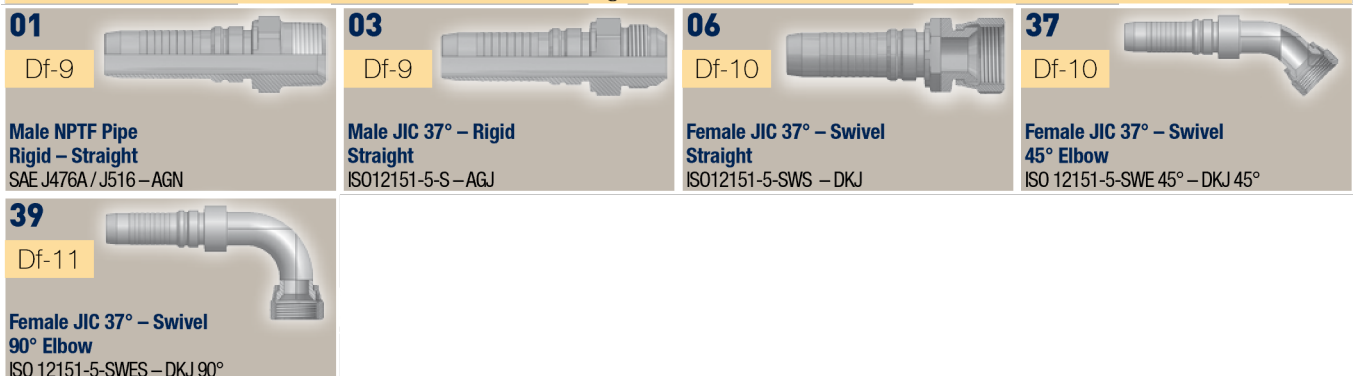 01
Df-9
Male NPTF Pipe
Rigid – Straight
SAE J476A / J516 – AGN
03
Df-9
Male JIC 37° – Rigid
Straight
ISO12151-5-S – AGJ
06
Df-10
Female JIC 37° – Swivel
Straight
ISO12151-5-SWS – DKJ
37
Df-10
Female JIC 37° – Swivel
45° Elbow
ISO 12151-5-SWE 45° – DKJ 45°
39
Df-11
Female JIC 37° – Swivel
90° Elbow
ISO 12151-5-SWES – DKJ 90°